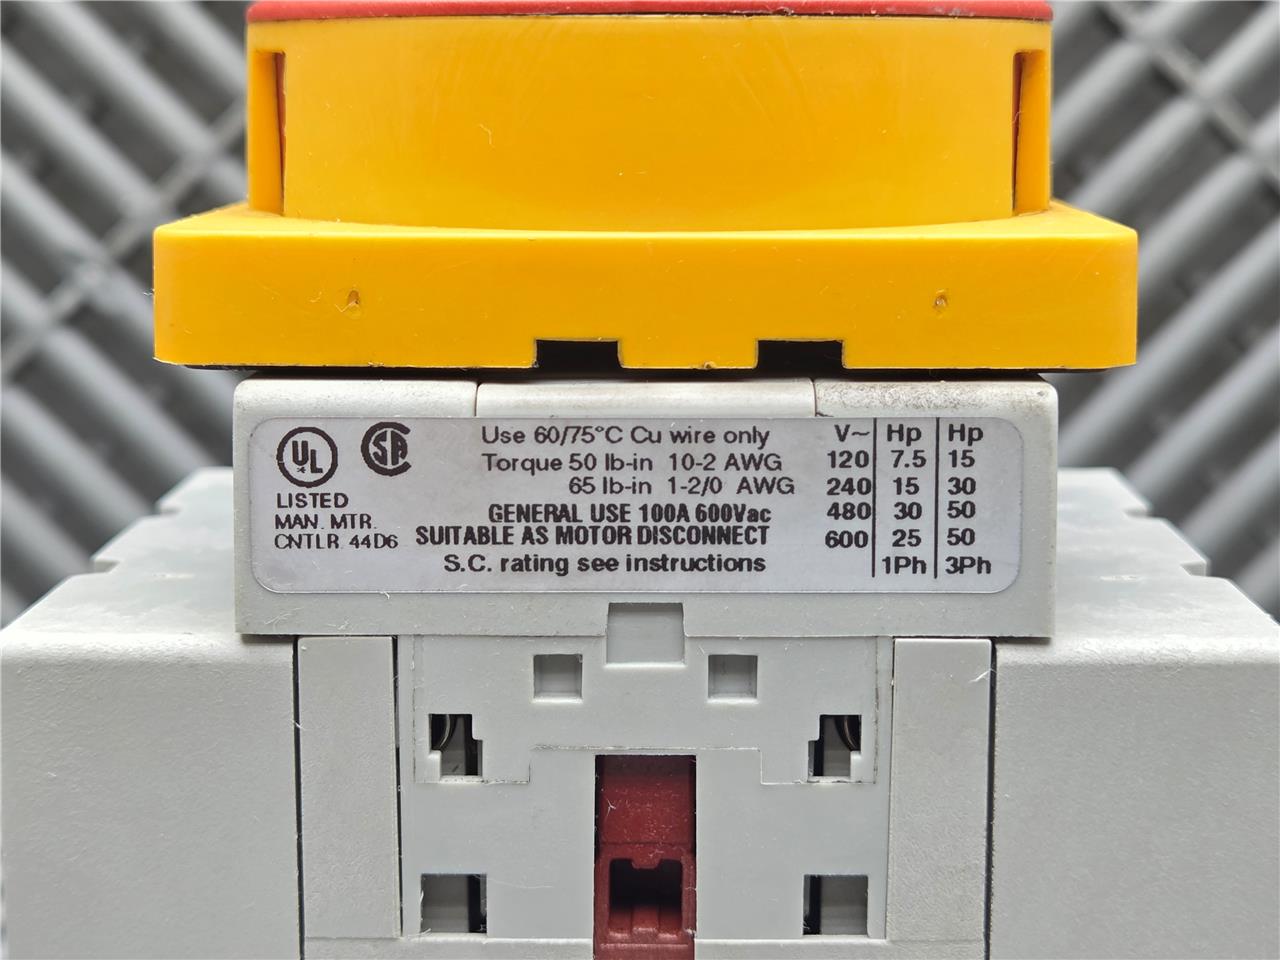 UL
SA
LISTED
MAN. MTR.
CNTLR. 44D6
Use 60/75°C Cu wire only
Torque 50 lb-in 10-2 AWG
65 lb-in 1-2/0 AWG
GENERAL USE 100A 600Vac
SUITABLE AS MOTOR DISCONNECT
S.C. rating see instructions
V~ Hp Hp
120 7.5 15
240 15 30
480 30 50
600 25 50
1Ph 3Ph